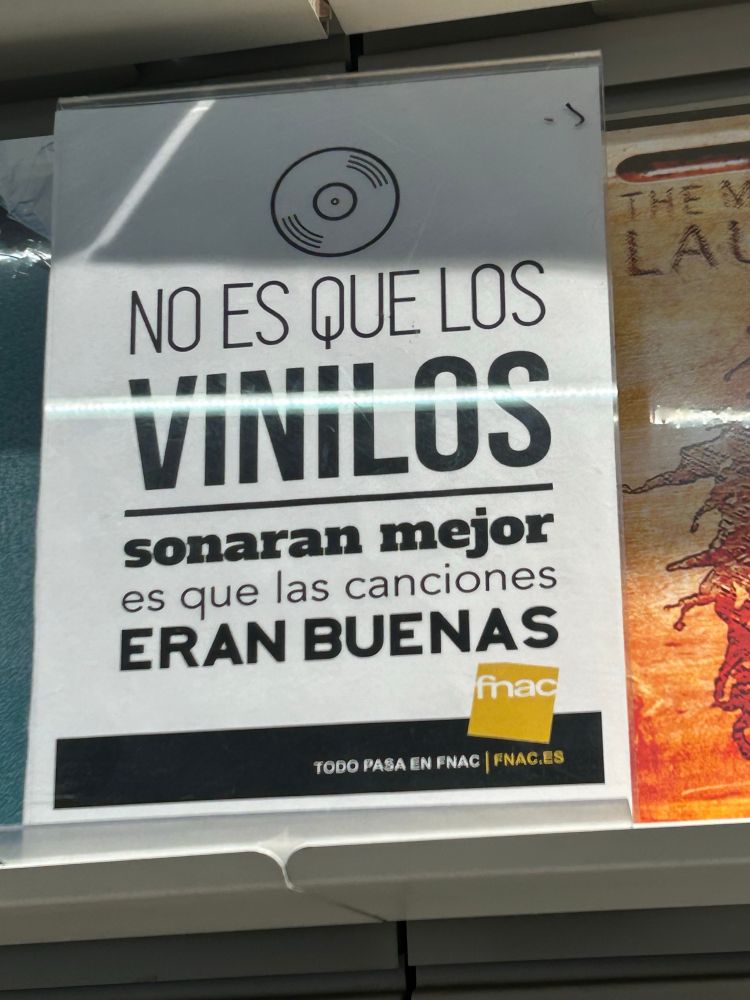 NO ES QUE LOS
VINILOS
sonaran mejor
es que las canciones
ERAN BUENAS
fnac
TODO PASA EN FNAC | FNAC.ES
THE